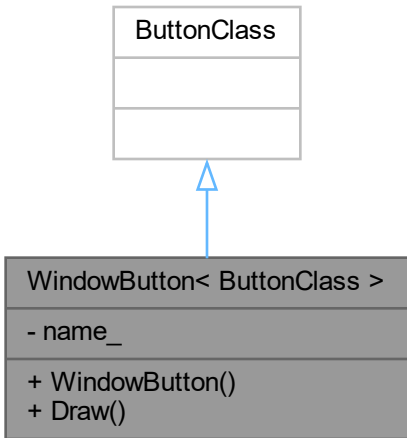 ButtonClass
WindowButton< ButtonClass >
- name_
+ WindowButton()
+ Draw()